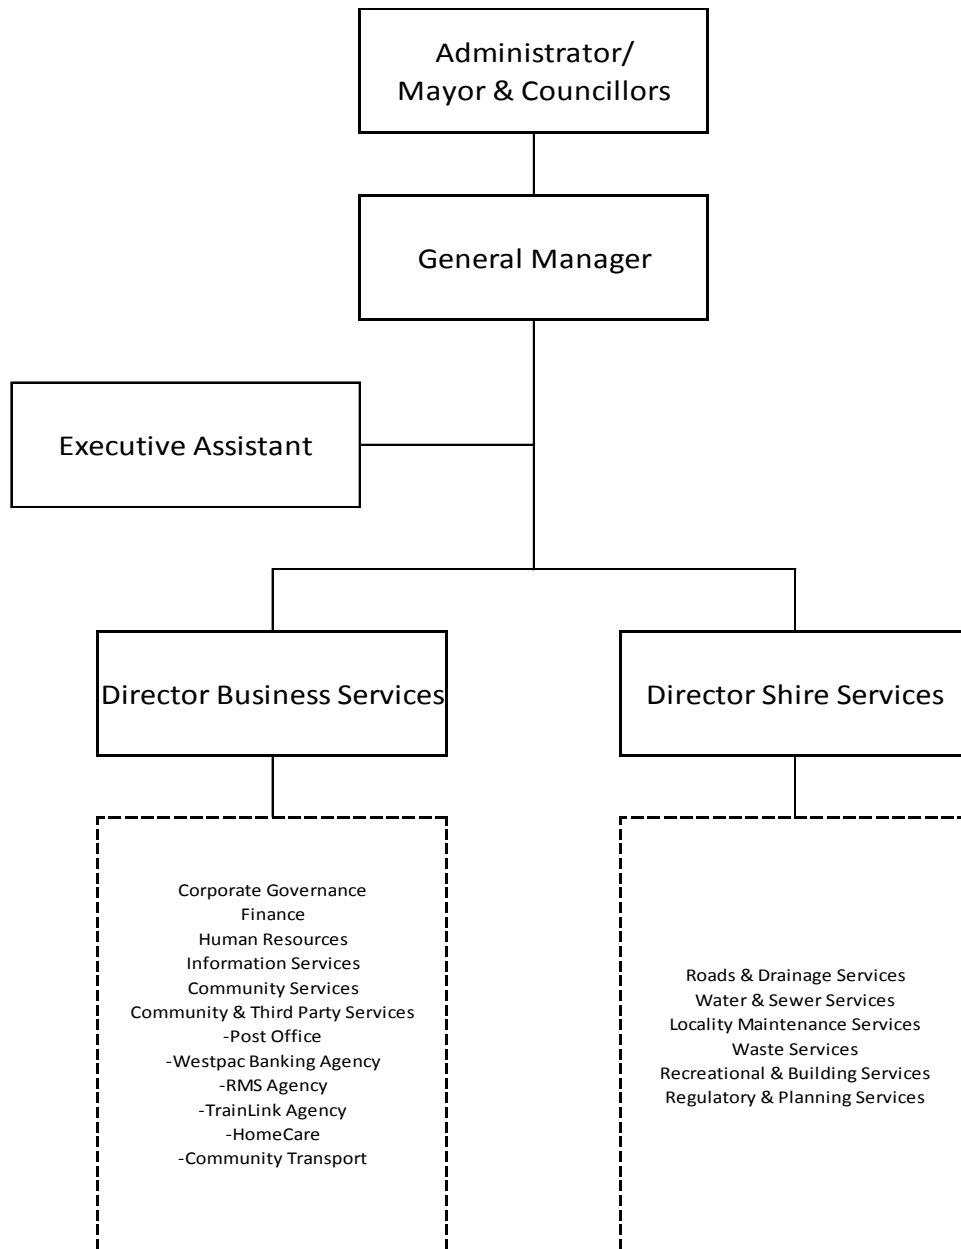 Administrator/
Mayor & Councillors
General Manager
Executive Assistant
Director Business Services
Director Shire Services
Corporate Governance
Finance
Human Resources
Information Services
Community Services
Community & Third Party Services
-Post Office
-Westpac Banking Agency
-RMS Agency
-TrainLink Agency
-HomeCare
-Community Transport
Roads & Drainage Services
Water & Sewer Services
Locality Maintenance Services
Waste Services
Recreational & Building Services
Regulatory & Planning Services